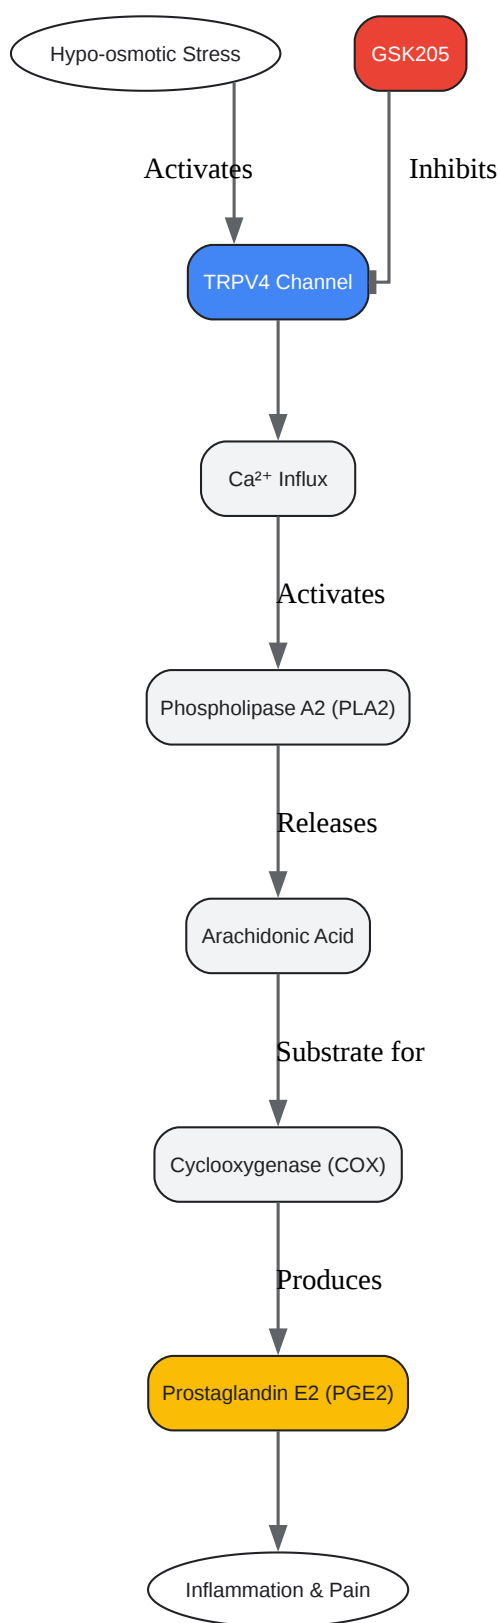 Hypo-osmotic Stress
GSK205
Activates
Inhibits
TRPV4 Channel
Ca²⁺ Influx
Activates
Phospholipase A2 (PLA2)
Releases
Arachidonic Acid
Substrate for
Cyclooxygenase (COX)
Produces
Prostaglandin E2 (PGE2)
Inflammation & Pain